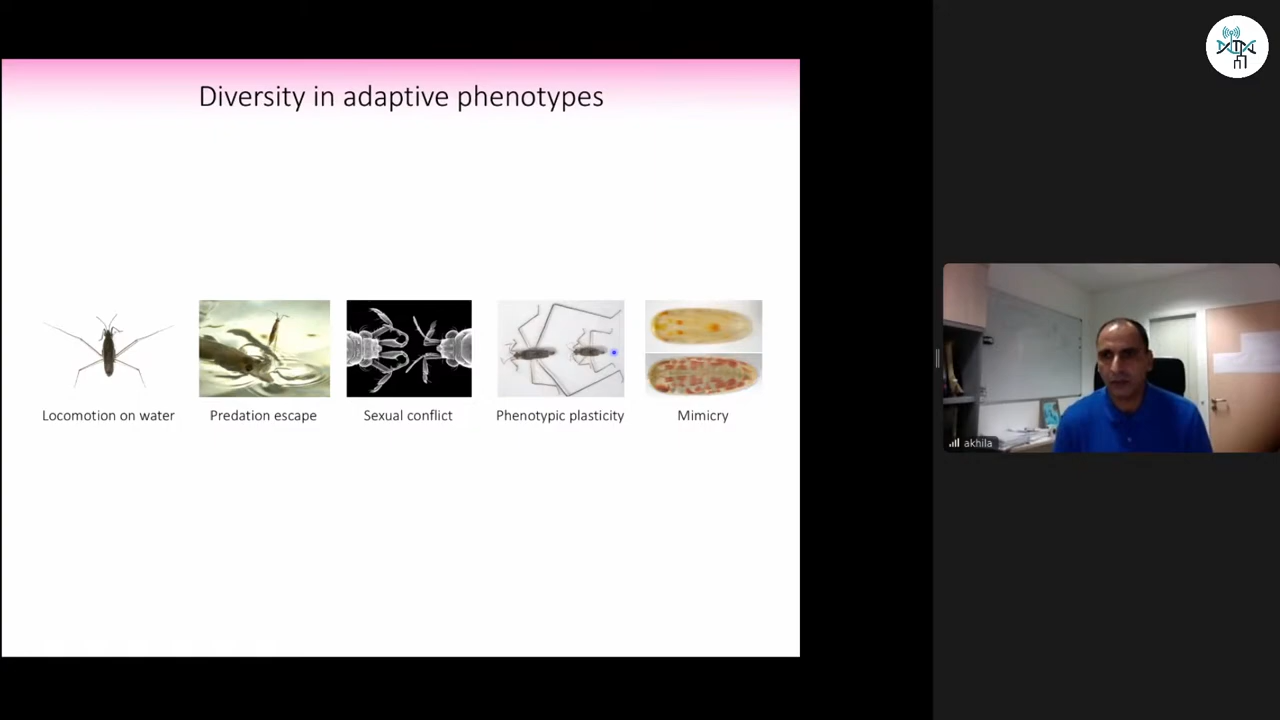 Diversity in adaptive phenotypes
Locomotion on water
Predation escape
Sexual conflict
Phenotypic plasticity
Mimicry
akhila